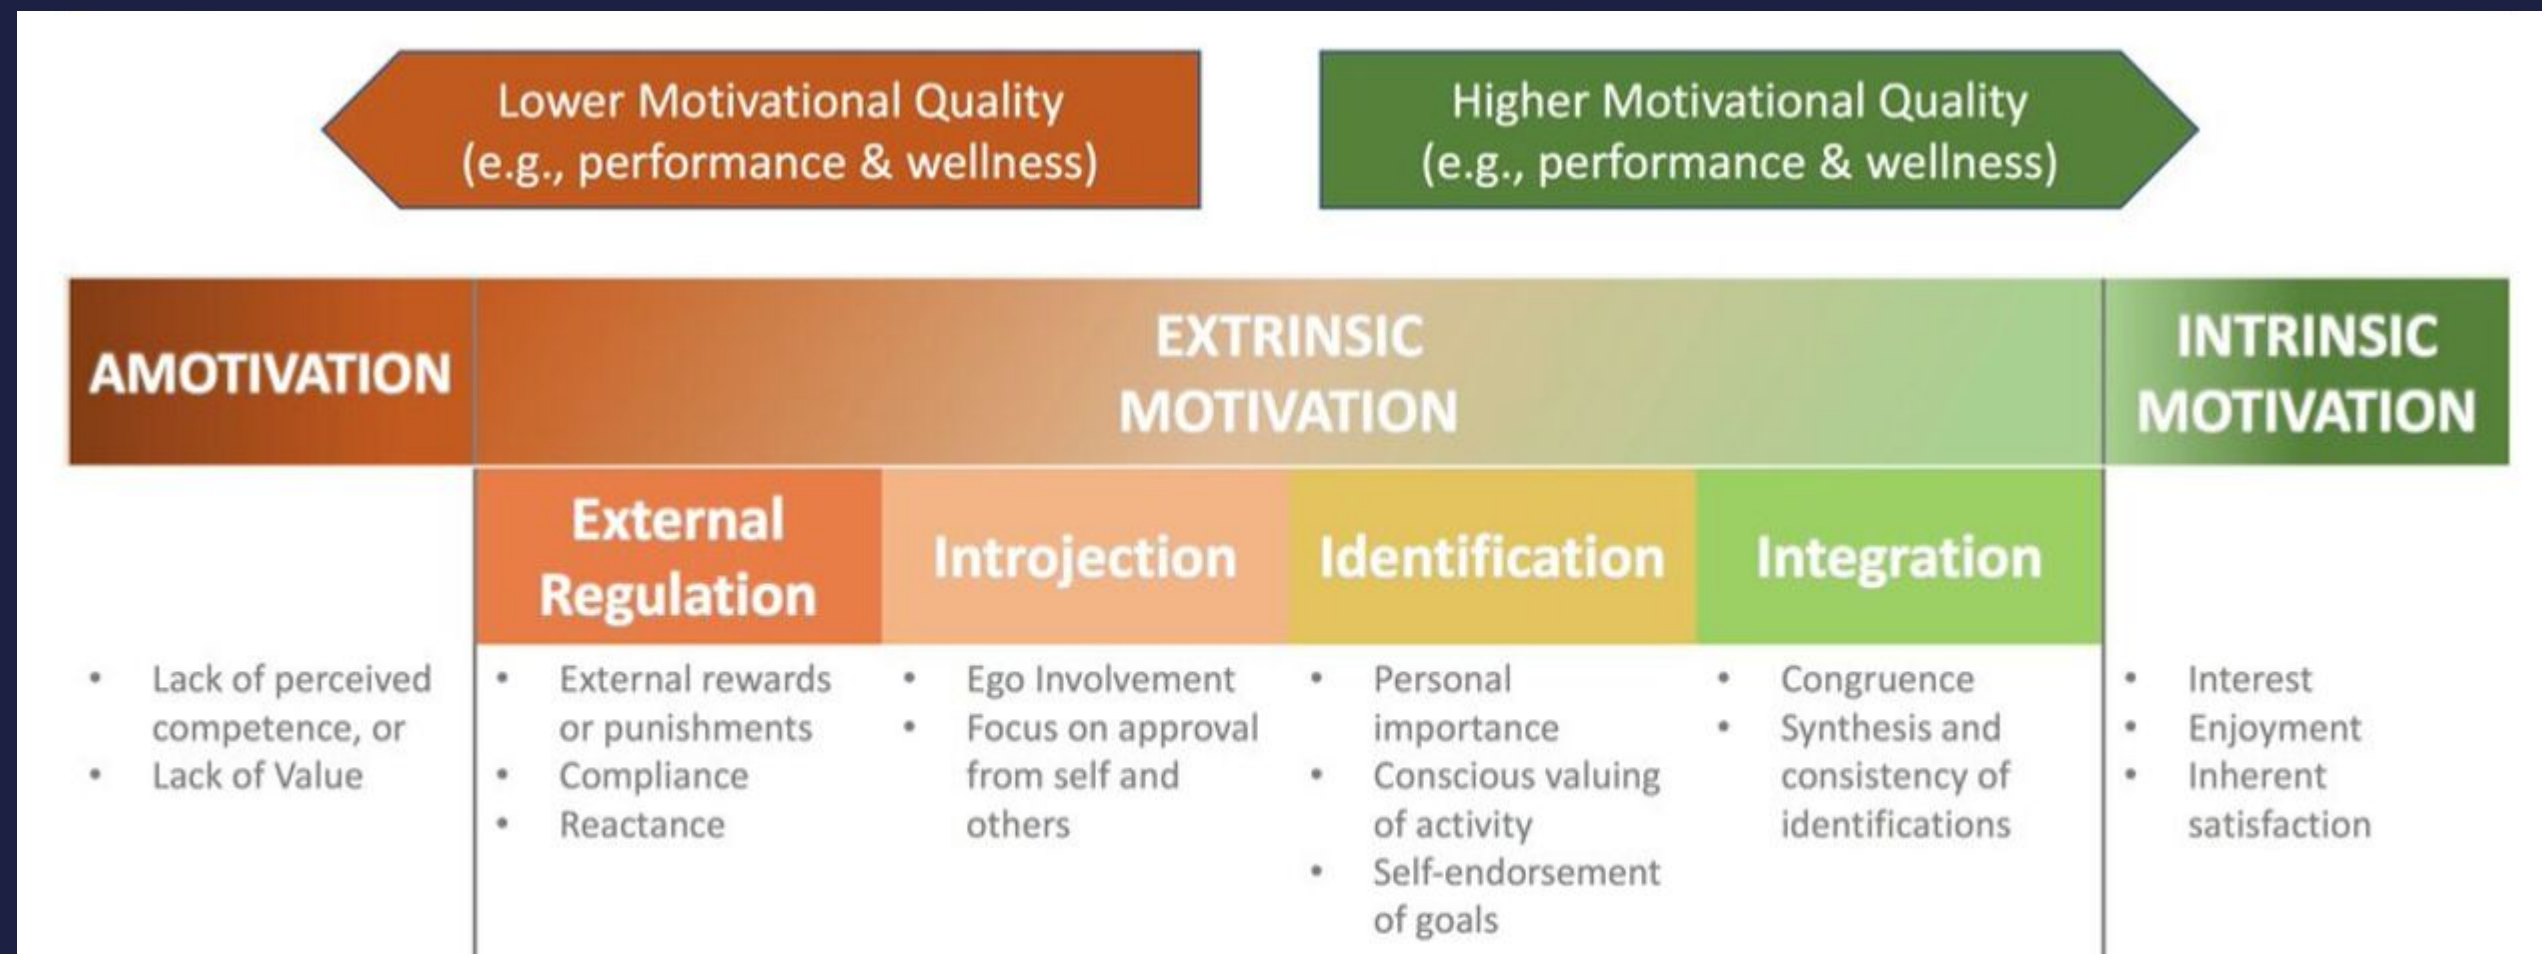 Lower Motivational Quality
(e.g., performance & wellness)
Higher Motivational Quality
(e.g., performance & wellness)
AMOTIVATION
EXTRINSIC
MOTIVATION
INTRINSIC
MOTIVATION
External
Regulation
Introjection
Identification
Integration
• Lack of perceived
competence, or
• Lack of Value
• External rewards
or punishments
• Compliance
• Reactance
• Ego Involvement
• Focus on approval
from self and
others
• Personal
importance
• Conscious valuing
of activity
• Self-endorsement
of goals
• Congruence
• Synthesis and
consistency of
identifications
• Interest
• Enjoyment
• Inherent
satisfaction